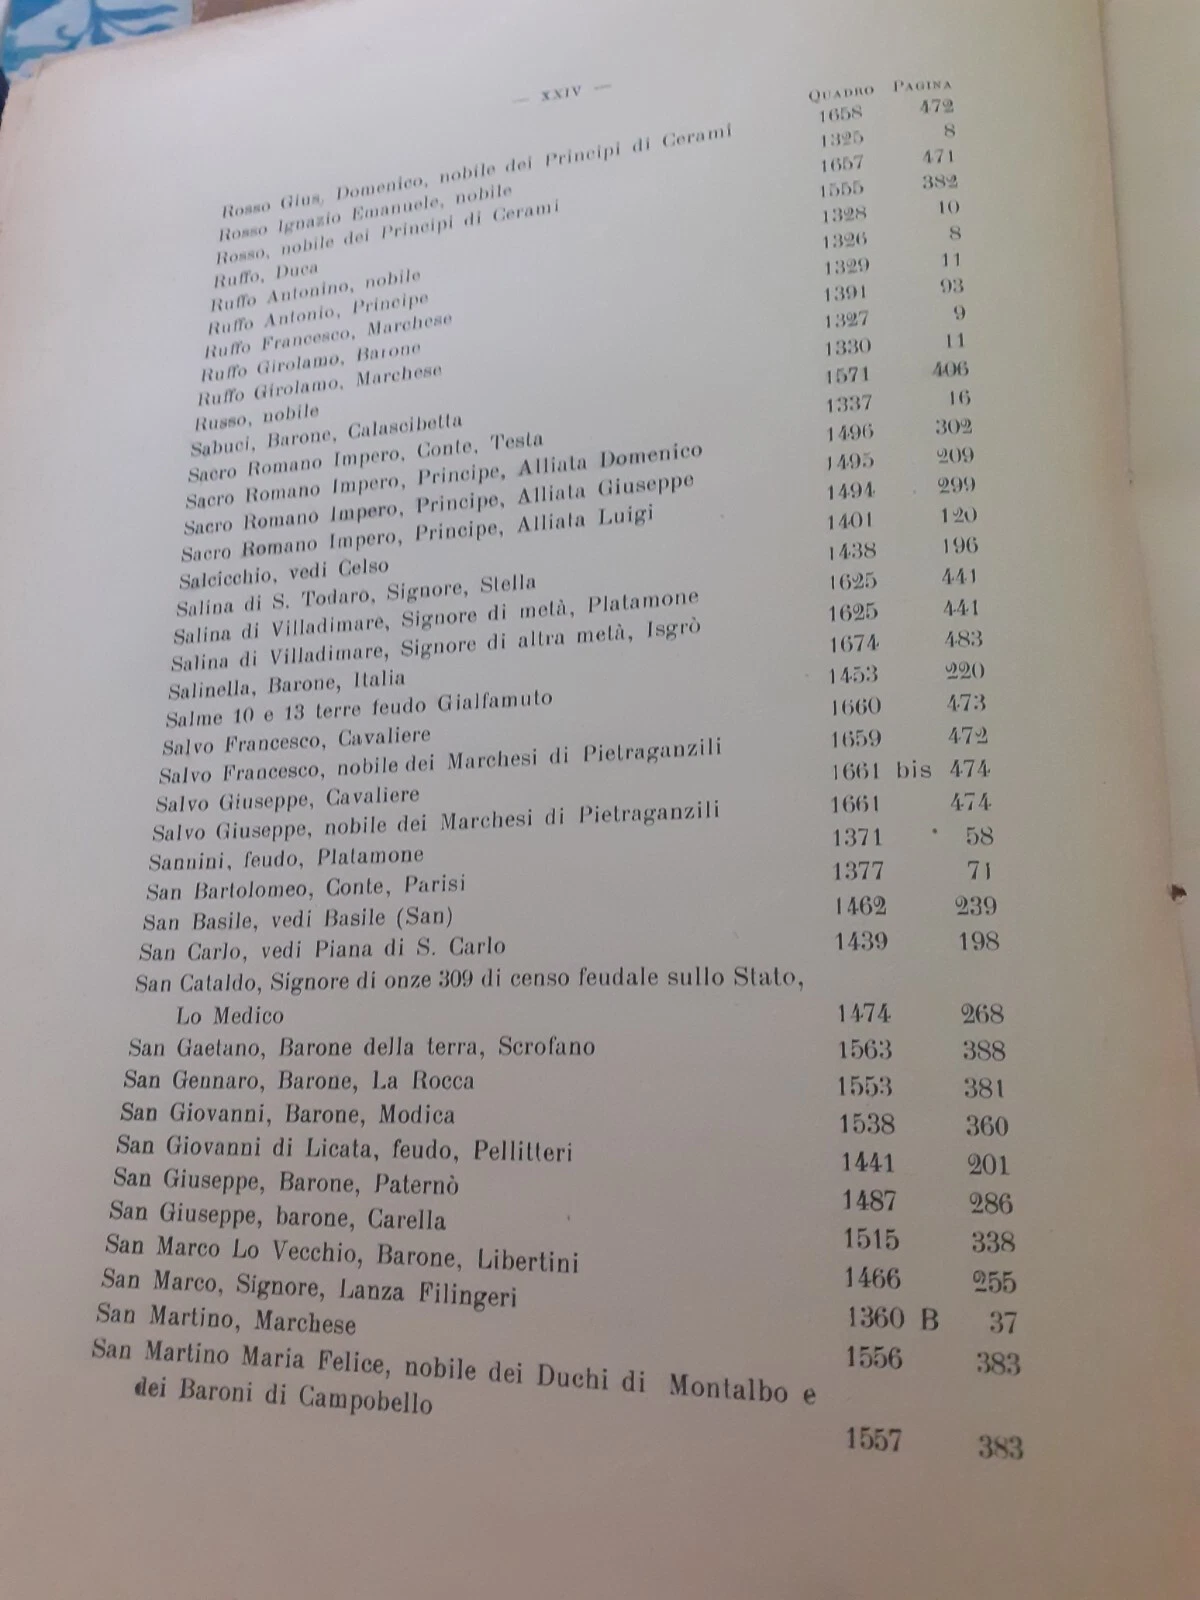 — XXIV —
QUADRO PAGINA
Rosso Gius. Domenico, nobile dei Principi di Cerami 1658 472
Rosso Ignazio Emanuele, nobile 1325 8
Rosso, nobile dei Principi di Cerami 1657 471
Ruffo, Duca 1555 382
Ruffo Antonino, nobile 1328 10
Ruffo Antonio, Principe 1326 8
Ruffo Francesco, Marchese 1329 11
Ruffo Girolamo, Barone 1391 93
Ruffo Girolamo, Marchese 1327 9
Russo, nobile 1330 11
Sabuci, Barone, Calascibetta 1571 406
Sacro Romano Impero, Conte, Testa 1337 16
Sacro Romano Impero, Principe, Alliata Domenico 1496 302
Sacro Romano Impero, Principe, Alliata Giuseppe 1495 209
Sacro Romano Impero, Principe, Alliata Luigi 1494 299
Salcicchio, vedi Celso 1401 120
Salina di S. Todaro, Signore, Stella 1438 196
Salina di Villadimare, Signore di metà, Platamone 1625 441
Salina di Villadimare, Signore di altra metà, Isgrò 1625 441
Salinella, Barone, Italia 1674 483
Salme 10 e 13 terre feudo Gialfamuto 1453 220
Salvo Francesco, Cavaliere 1660 473
Salvo Francesco, nobile dei Marchesi di Pietraganzili 1659 472
Salvo Giuseppe, Cavaliere 1661 bis 474
Salvo Giuseppe, nobile dei Marchesi di Pietraganzili 1661 474
Sannini, feudo, Platamone 1371 58
San Bartolomeo, Conte, Parisi 1377 71
San Basile, vedi Basile (San) 1462 239
San Carlo, vedi Piana di S. Carlo 1439 198
San Cataldo, Signore di onze 309 di censo feudale sullo Stato,
Lo Medico 1474 268
San Gaetano, Barone della terra, Scrofano 1563 388
San Gennaro, Barone, La Rocca 1553 381
San Giovanni, Barone, Modica 1538 360
San Giovanni di Licata, feudo, Pellitteri 1441 201
San Giuseppe, Barone, Paternò 1487 286
San Giuseppe, barone, Carella 1515 338
San Marco Lo Vecchio, Barone, Libertini 1466 255
San Marco, Signore, Lanza Filingeri 1360 B 37
San Martino, Marchese 1556 383
San Martino Maria Felice, nobile dei Duchi di Montalbo e
dei Baroni di Campobello 1557 383